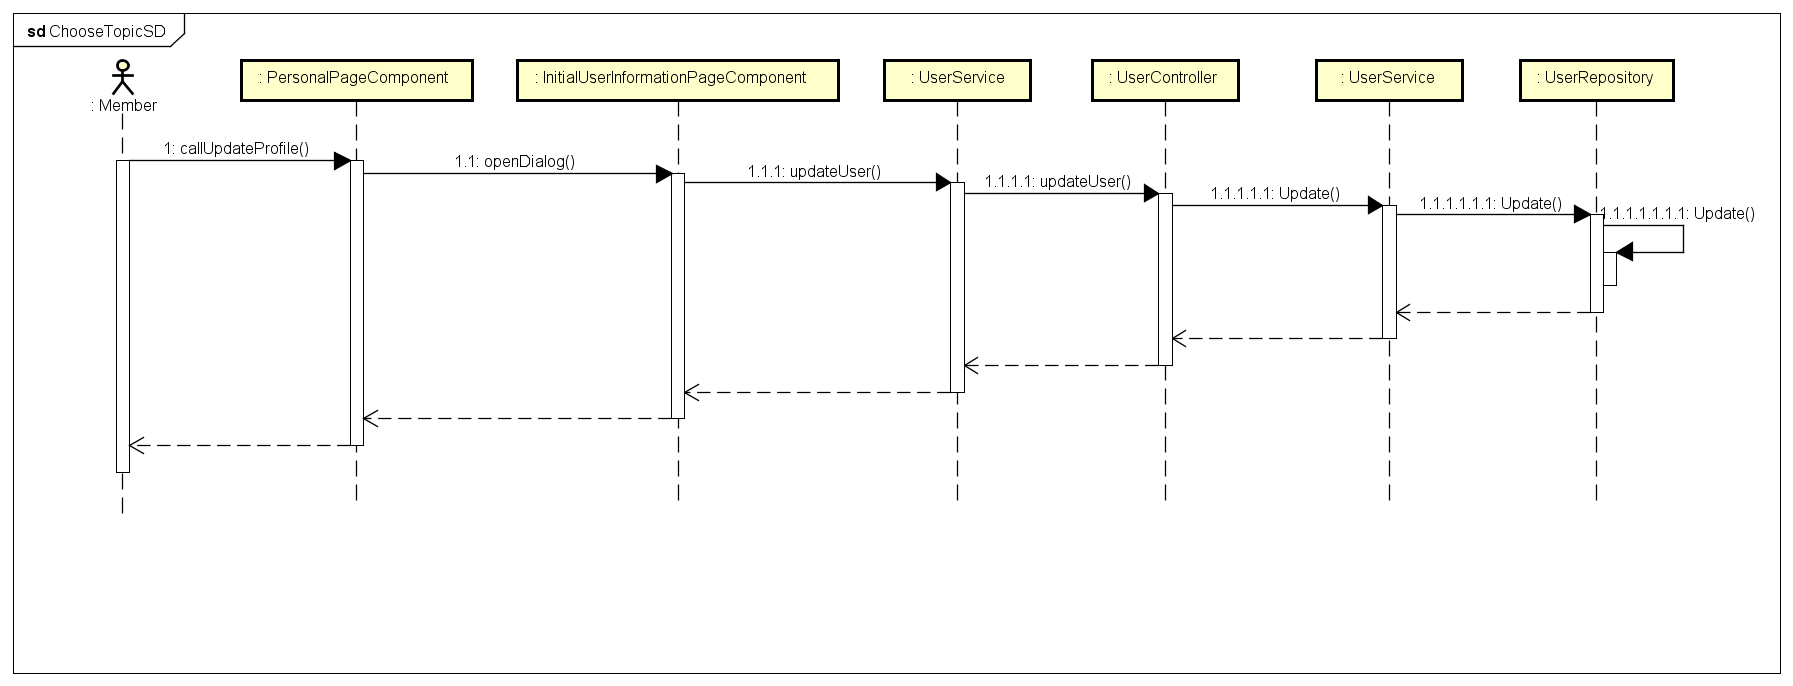 sd ChooseTopicSD
: Member
: PersonalPageComponent
: InitialUserInformationPageComponent
: UserService
: UserController
: UserService
: UserRepository
1: callUpdateProfile()
1.1: openDialog()
1.1.1: updateUser()
1.1.1.1: updateUser()
1.1.1.1.1: Update()
1.1.1.1.1.1: Update()
1.1.1.1.1.1.1: Update()